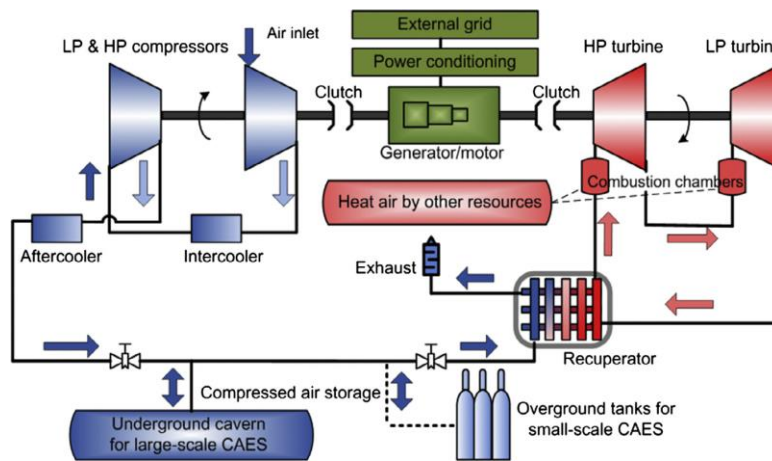 External grid
LP & HP compressors
Air inlet
Power conditioning
HP turbine
LP turbin
Clutch
Clutch
Generator/motor
Heat air by other resources
Combustion chambers
Aftercooler
Intercooler
Exhaust
Recuperator
Compressed air storage
Underground cavern
for large-scale CAES
Overground tanks for
small-scale CAES